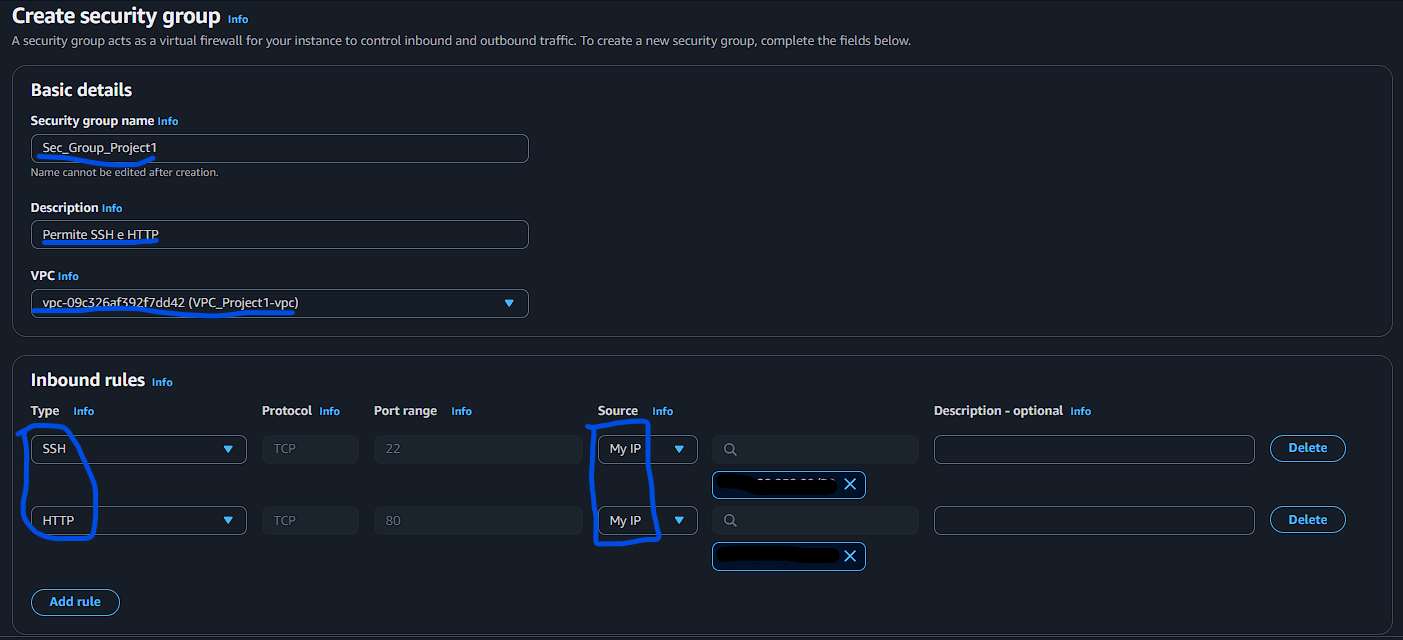 Create security group Info
A security group acts as a virtual firewall for your instance to control inbound and outbound traffic. To create a new security group, complete the fields below.
Basic details
Security group name Info
Sec_Group_Project1
Name cannot be edited after creation.
Description Info
Permite SSH e HTTP
VPC Info
vpc-09c326af392f7dd42 (VPC_Project1-vpc)
Inbound rules Info
Type Info Protocol Info Port range Info Source Info Description - optional Info
SSH TCP 22 My IP Delete
HTTP TCP 80 My IP Delete
Add rule